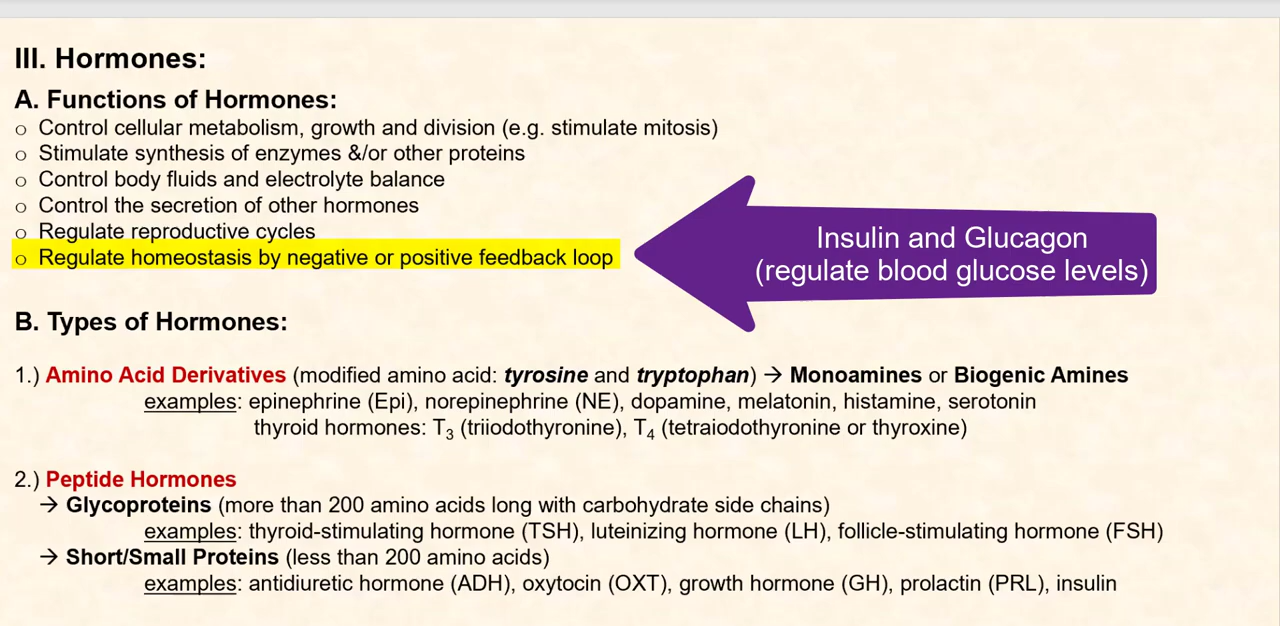 III. Hormones:
A. Functions of Hormones:
o Control cellular metabolism, growth and division (e.g. stimulate mitosis)
o Stimulate synthesis of enzymes &/or other proteins
o Control body fluids and electrolyte balance
o Control the secretion of other hormones
o Regulate reproductive cycles
o Regulate homeostasis by negative or positive feedback loop
Insulin and Glucagon
(regulate blood glucose levels)
B. Types of Hormones:
1.) Amino Acid Derivatives (modified amino acid: tyrosine and tryptophan) → Monoamines or Biogenic Amines
examples: epinephrine (Epi), norepinephrine (NE), dopamine, melatonin, histamine, serotonin
thyroid hormones: T3 (triiodothyronine), T4 (tetraiodothyronine or thyroxine)
2.) Peptide Hormones
→ Glycoproteins (more than 200 amino acids long with carbohydrate side chains)
examples: thyroid-stimulating hormone (TSH), luteinizing hormone (LH), follicle-stimulating hormone (FSH)
→ Short/Small Proteins (less than 200 amino acids)
examples: antidiuretic hormone (ADH), oxytocin (OXT), growth hormone (GH), prolactin (PRL), insulin